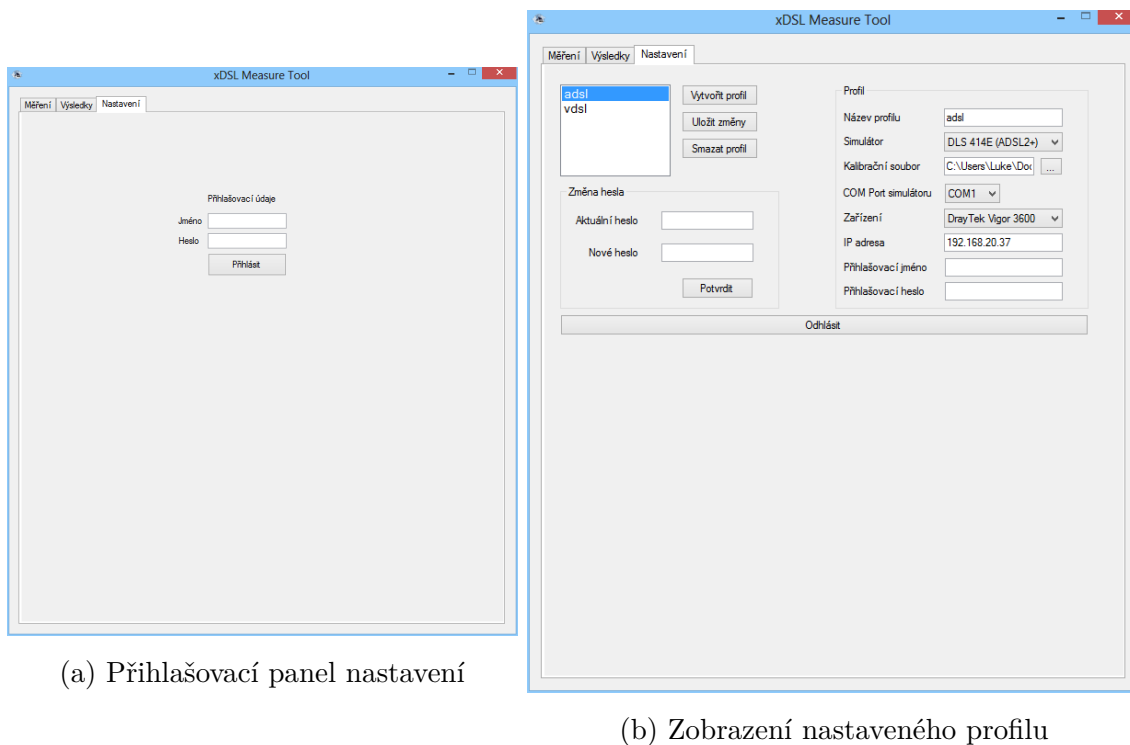 xDSL Measure Tool
Měření Výsledky Nastavení
Přihlašovací údaje
Jméno
Heslo
Přihlásit
(a) Přihlašovací panel nastavení
xDSL Measure Tool
Měření Výsledky Nastavení
adsl
vdsl
Vytvořit profil
Uložit změny
Smazat profil
Změna hesla
Aktuální heslo
Nové heslo
Potvrdit
Profil
Název profilu adsl
Simulátor DLS 414E (ADSL2+)
Kalibrační soubor C:\Users\Luke\Doc ...
COM Port simulátoru COM1
Zařízení DrayTek Vigor 3600
IP adresa 192.168.20.37
Přihlašovací jméno
Přihlašovací heslo
Odhlásit
(b) Zobrazení nastaveného profilu